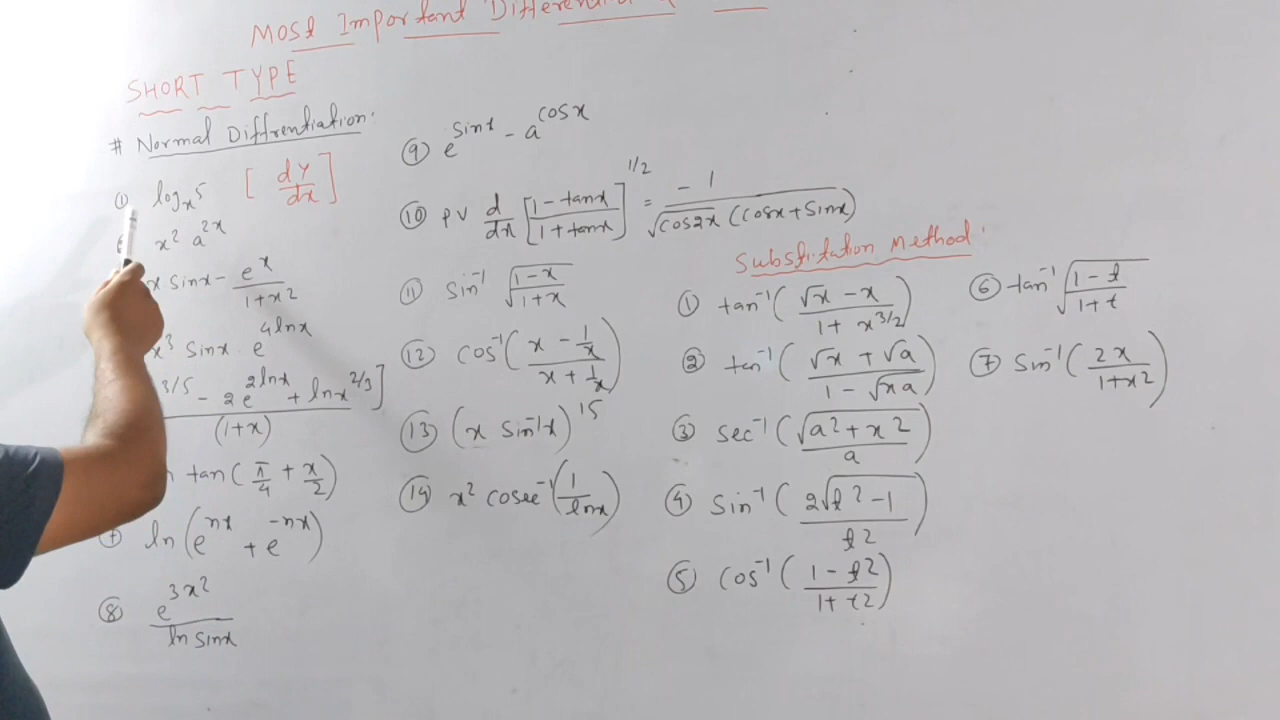 Most Important
SHORT TYPE
# Normal Diffrentiation:
① log_x 5 [dy/dx]
x² a^(2x)
x sinx - e^x/(1+x²)
x³ sinx · e^(4lnx)
3/5 - 2e^(2lnx) + lnx^(2/3)]/(1+x)
tan(π/4 + x/2)
ln(e^(nx) + e^(-nx))
⑧ e^(3x²)/(ln sinx)
⑨ e^(sinx) - a^(cosx)
⑩ PV d/dx [(1-tanx)/(1+tanx)]^(1/2) = -1/(√cos2x (cosx+sinx))
⑪ sin⁻¹ √((1-x)/(1+x))
⑫ cos⁻¹((x - 1/x)/(x + 1/x))
⑬ (x sin⁻¹x)^15
⑭ x² cosec⁻¹(1/lnx)
Substitution Method:
① tan⁻¹((√x - x)/(1 + x^(3/2)))
② tan⁻¹((√x + √a)/(1 - √xa))
③ sec⁻¹(√(a²+x²)/a)
④ sin⁻¹(2√(t²-1)/t²)
⑤ cos⁻¹((1-t²)/(1+t²))
⑥ tan⁻¹ √((1-t)/(1+t))
⑦ sin⁻¹(2x/(1+x²))